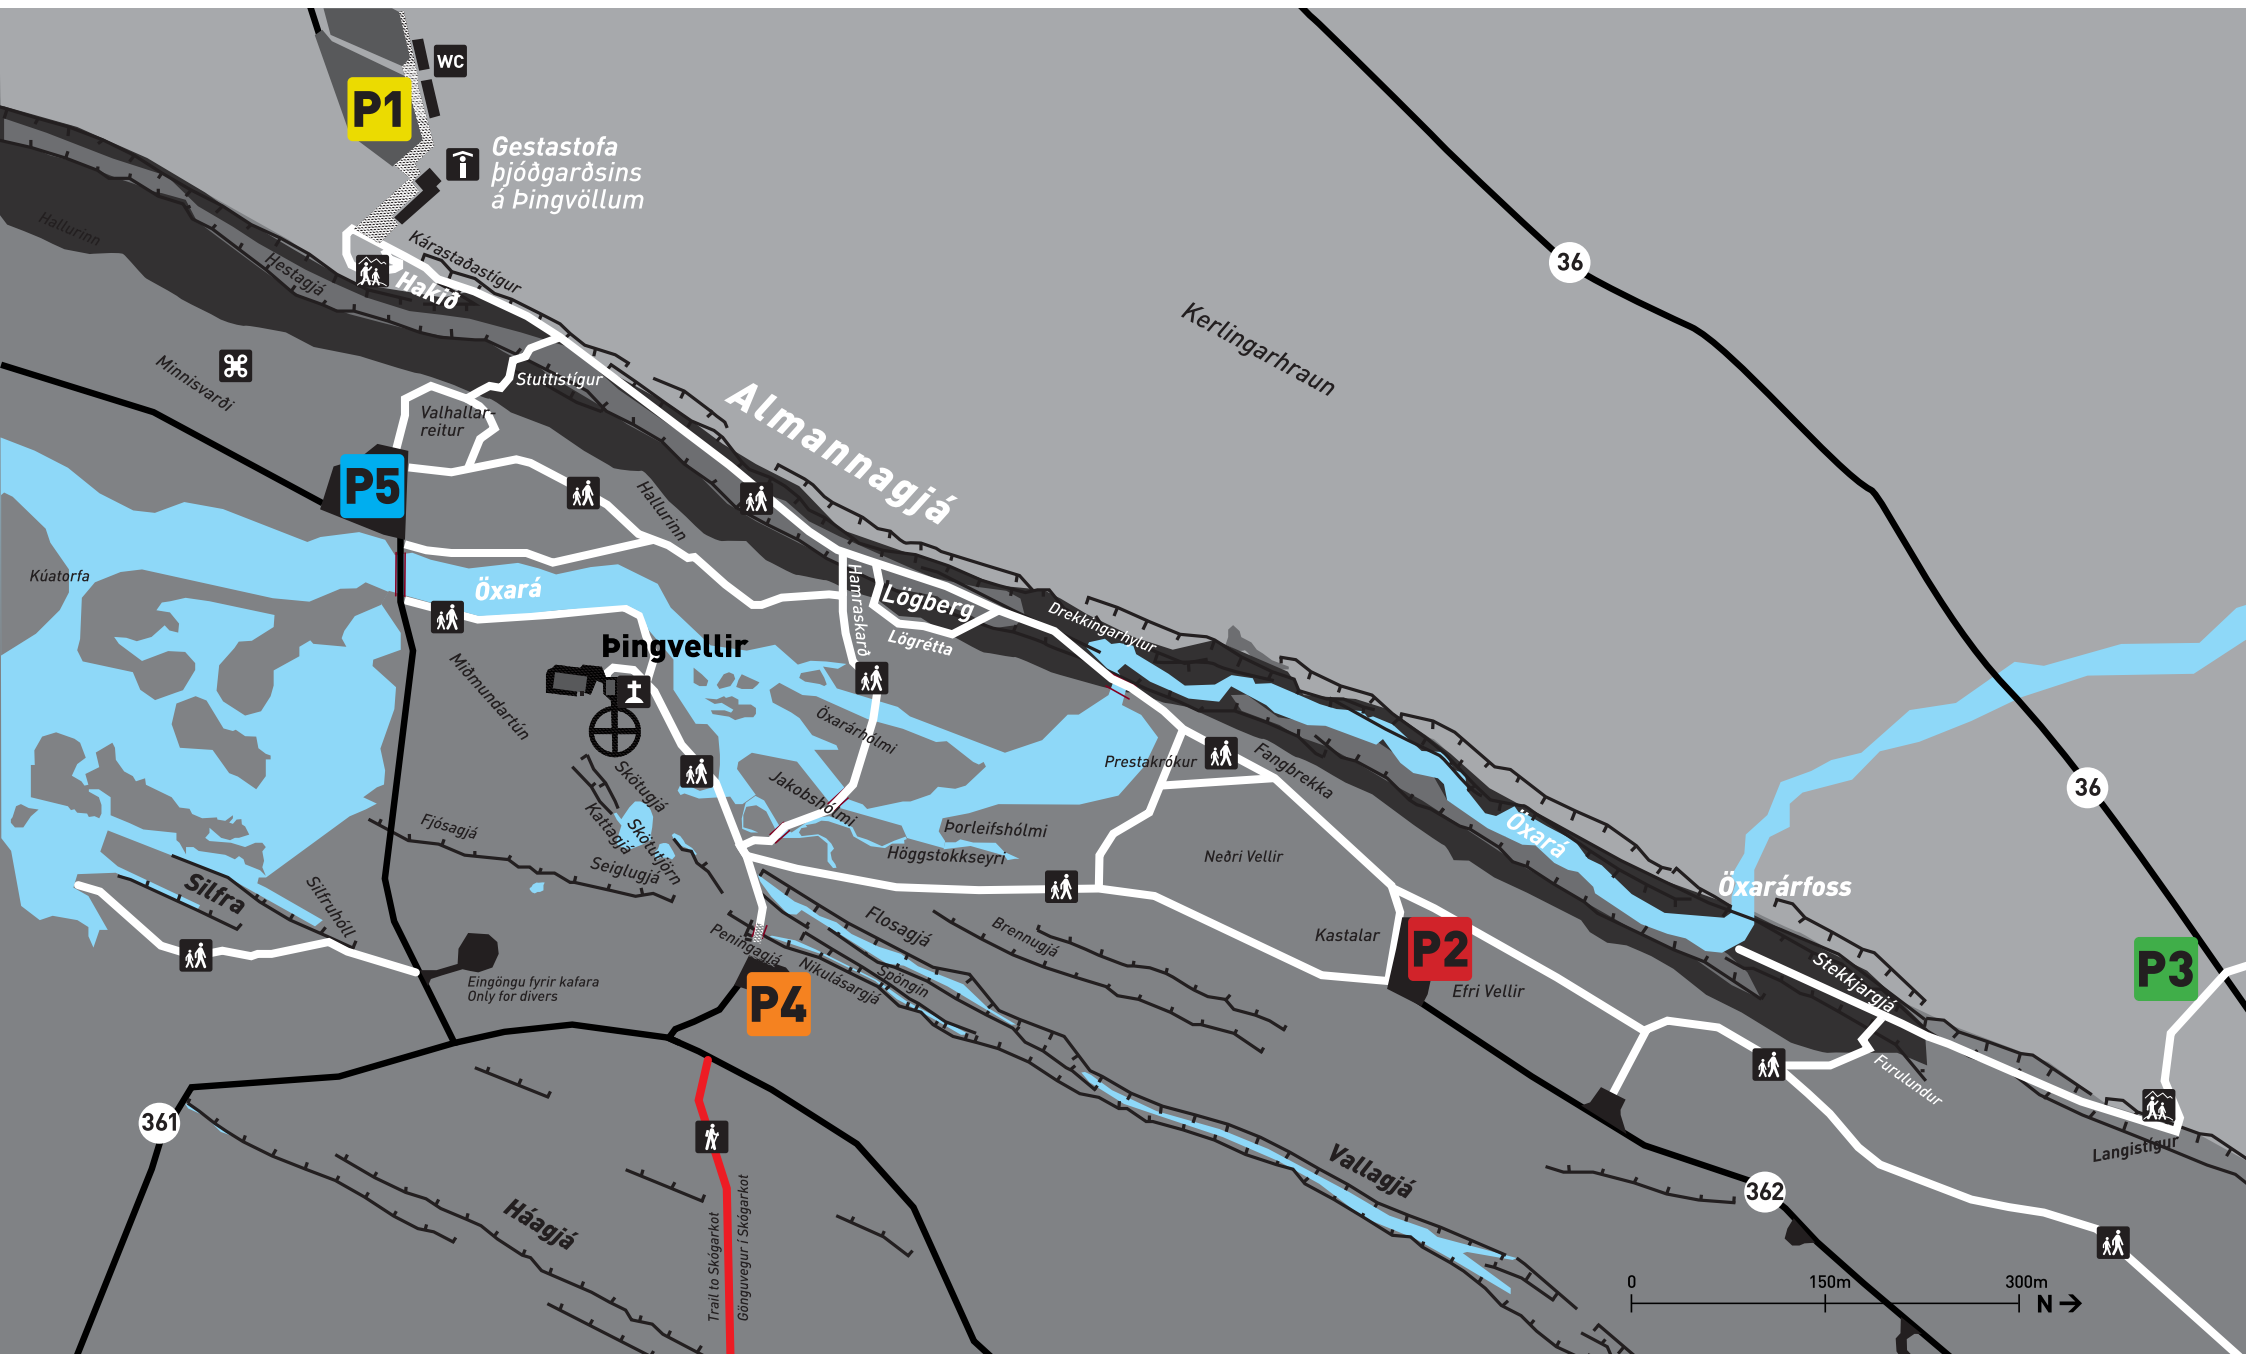 WC
P1
Gestastofa
þjóðgarðsins
á Þingvöllum
Hallurinn
Kárastaðastígur
Hestagjá
Hakið
36
Kerlingarhraun
Minnisvarði
Stuttistígur
Valhallar-
reitur
Almannagjá
P5
Hallurinn
Kúatorfa
Öxará
Hamraskarð
Lögberg
Lögrétta
Drekkingarhylur
Þingvellir
Miðmundartún
Öxarárhólmi
Prestakrókur
Fangbrekka
Skötugjá
Jakobshólmi
36
Kattagjá
Skötutjörn
Fjósagjá
Þorleifshólmi
Höggstokkseyri
Neðri Vellir
Öxará
Seiglugjá
Öxarárfoss
Silfra
Silfruhóll
Flosagjá
Brennugjá
Peningagjá
Kastalar
P2
Stekkjargjá
P3
Nikulásargjá
Spöngin
Efri Vellir
Eingöngu fyrir kafara
Only for divers
P4
Furulundur
361
Langistígur
Vallagjá
362
Háagjá
Trail to Skógarkot
Gönguvegur í Skógarkot
0 150m 300m
N